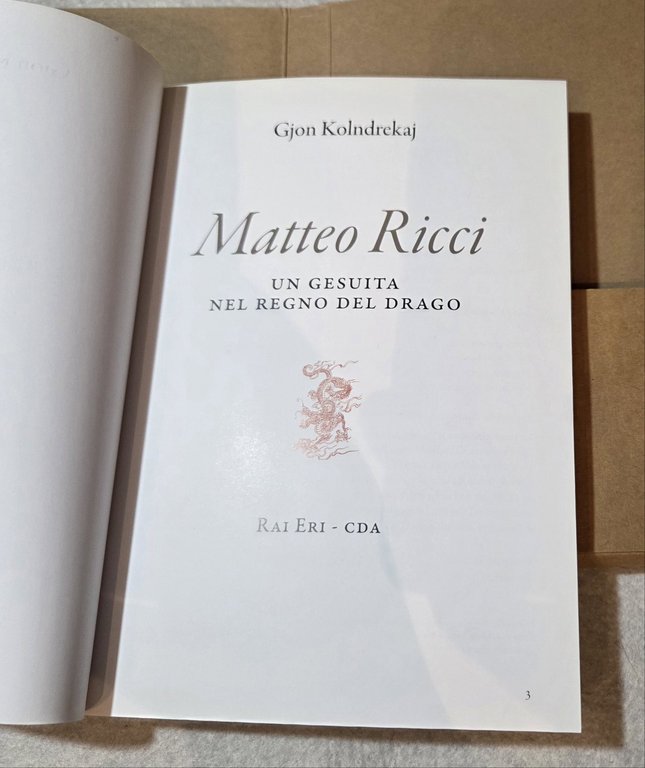 Gjon Kolndrekaj
Matteo Ricci
UN GESUITA
NEL REGNO DEL DRAGO
RAI ERI - CDA
3